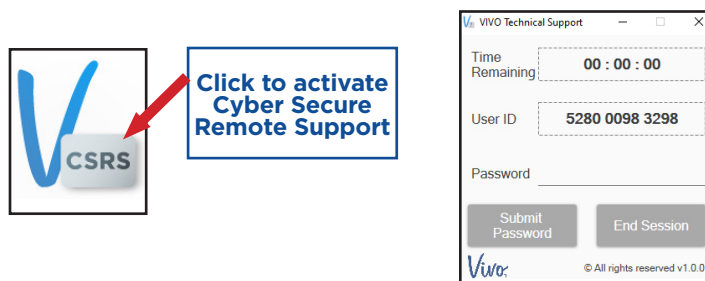 V
CSRS
Click to activate
Cyber Secure
Remote Support
V VIVO Technical Support
Time
Remaining
00 : 00 : 00
User ID
5280 0098 3298
Password
Submit
Password
End Session
Vivo
© All rights reserved v1.0.0